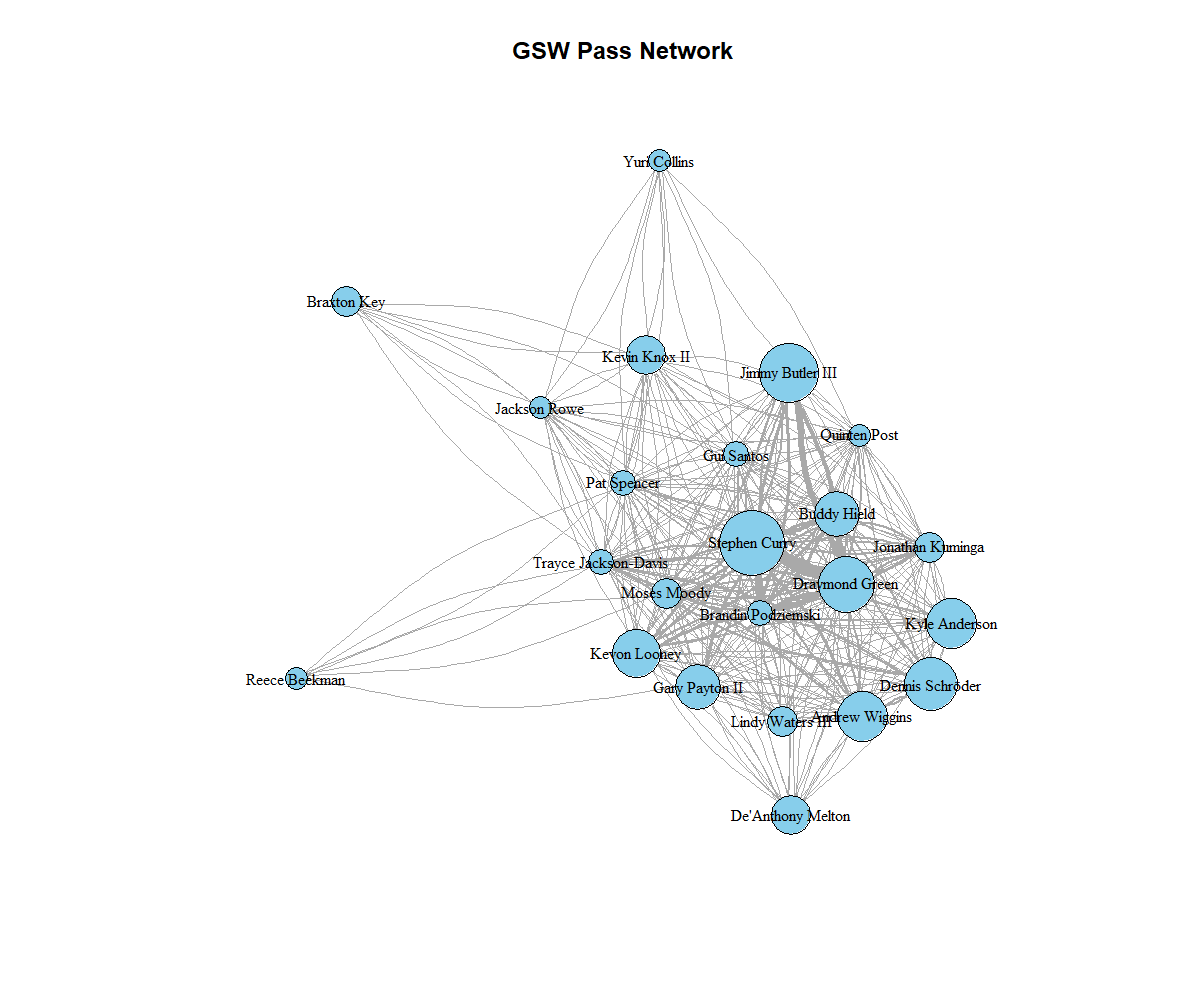 GSW Pass Network
Yuri Collins
Braxton Key
Kevin Knox II
Jimmy Butler III
Jackson Rowe
Quinten Post
Gui Santos
Pat Spencer
Buddy Hield
Stephen Curry
Jonathan Kuminga
Trayce Jackson-Davis
Draymond Green
Moses Moody
Brandin Podziemski
Kyle Anderson
Kevon Looney
Reece Beekman
Gary Payton II
Dennis Schröder
Lindy Waters III
Andrew Wiggins
De'Anthony Melton